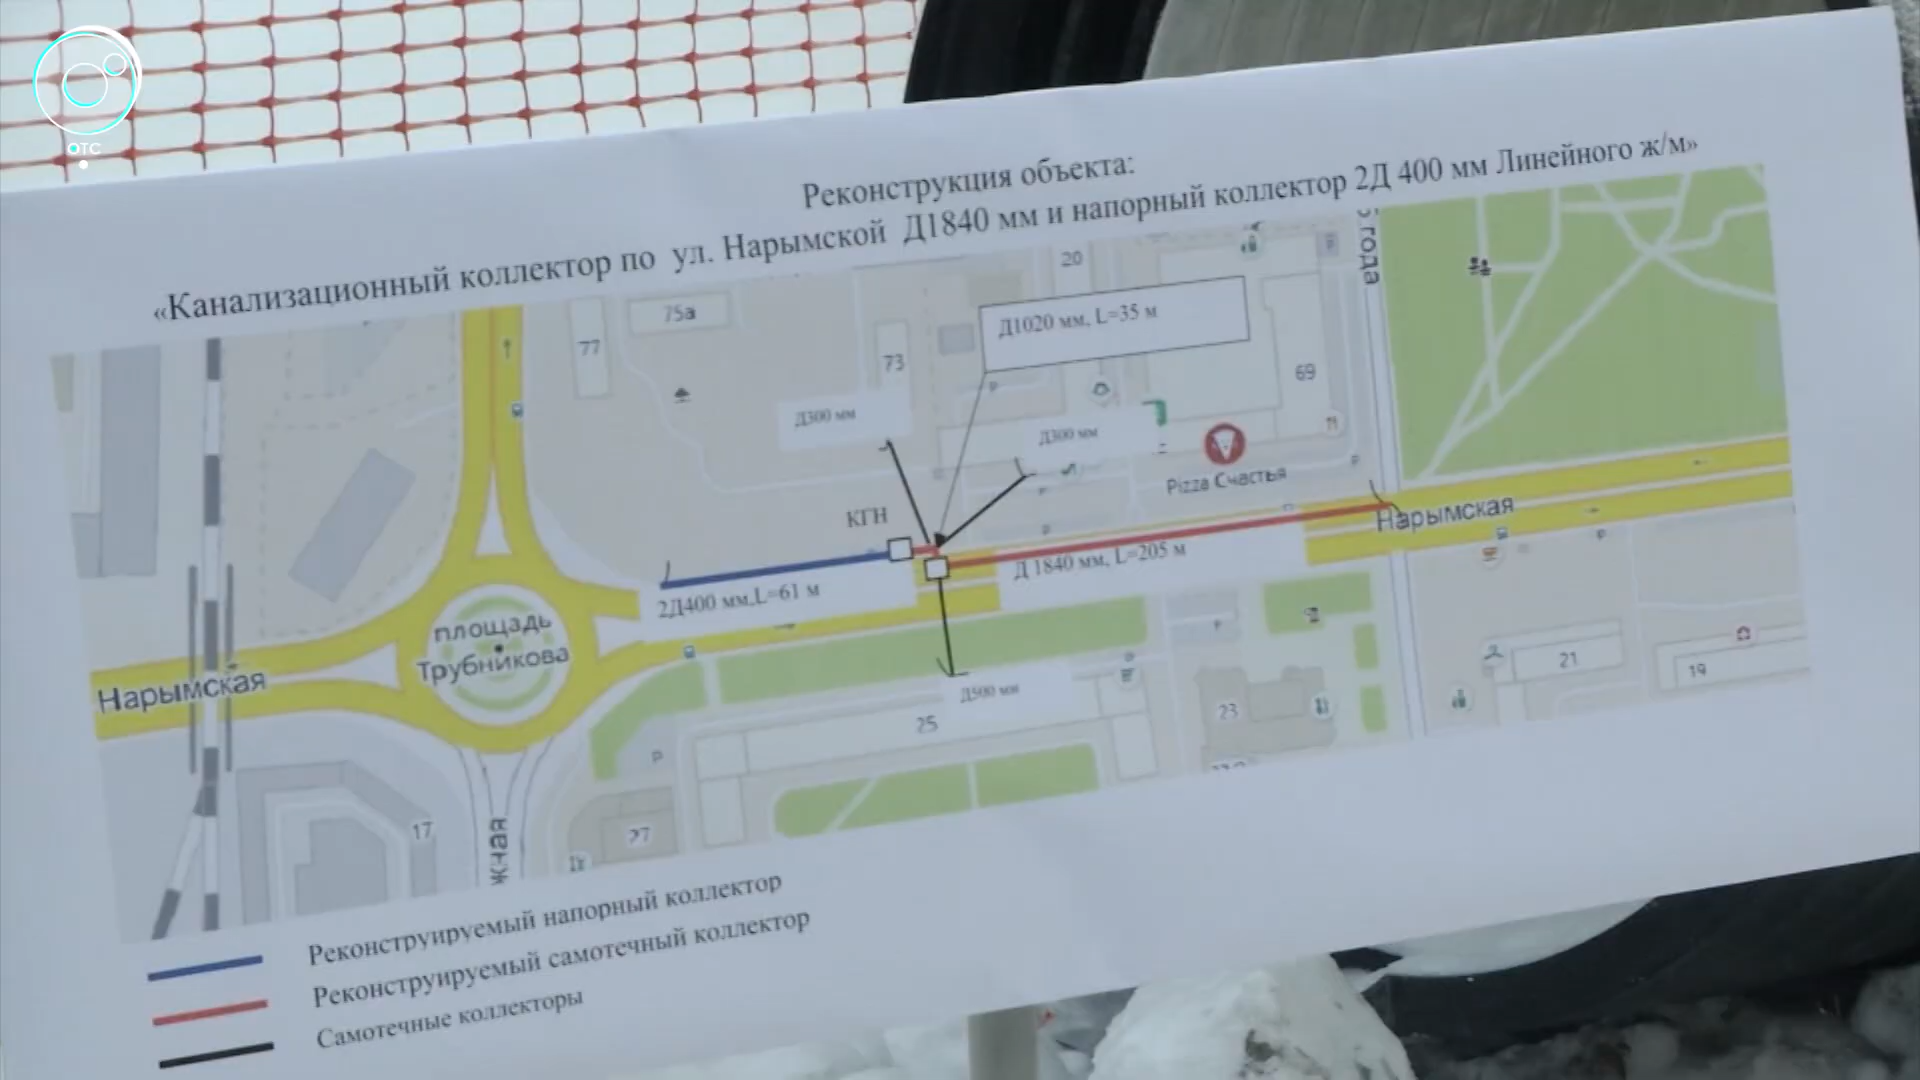 ОТС
Реконструкция объекта:
«Канализационный коллектор по ул. Нарымской Д1840 мм и напорный коллектор 2Д 400 мм Линейного ж/м»
20
75а
77
73
Д1020 мм, L=35 м
69
Д300 мм
Д300 мм
Pizza Счастья
КГН
Нарымская
Д 1840 мм, L=205 м
2Д400 мм,L=61 м
площадь
Трубникова
Нарымская
Д500 мм
25
23
21
19
17
27
Реконструируемый напорный коллектор
Реконструируемый самотечный коллектор
Самотечные коллекторы